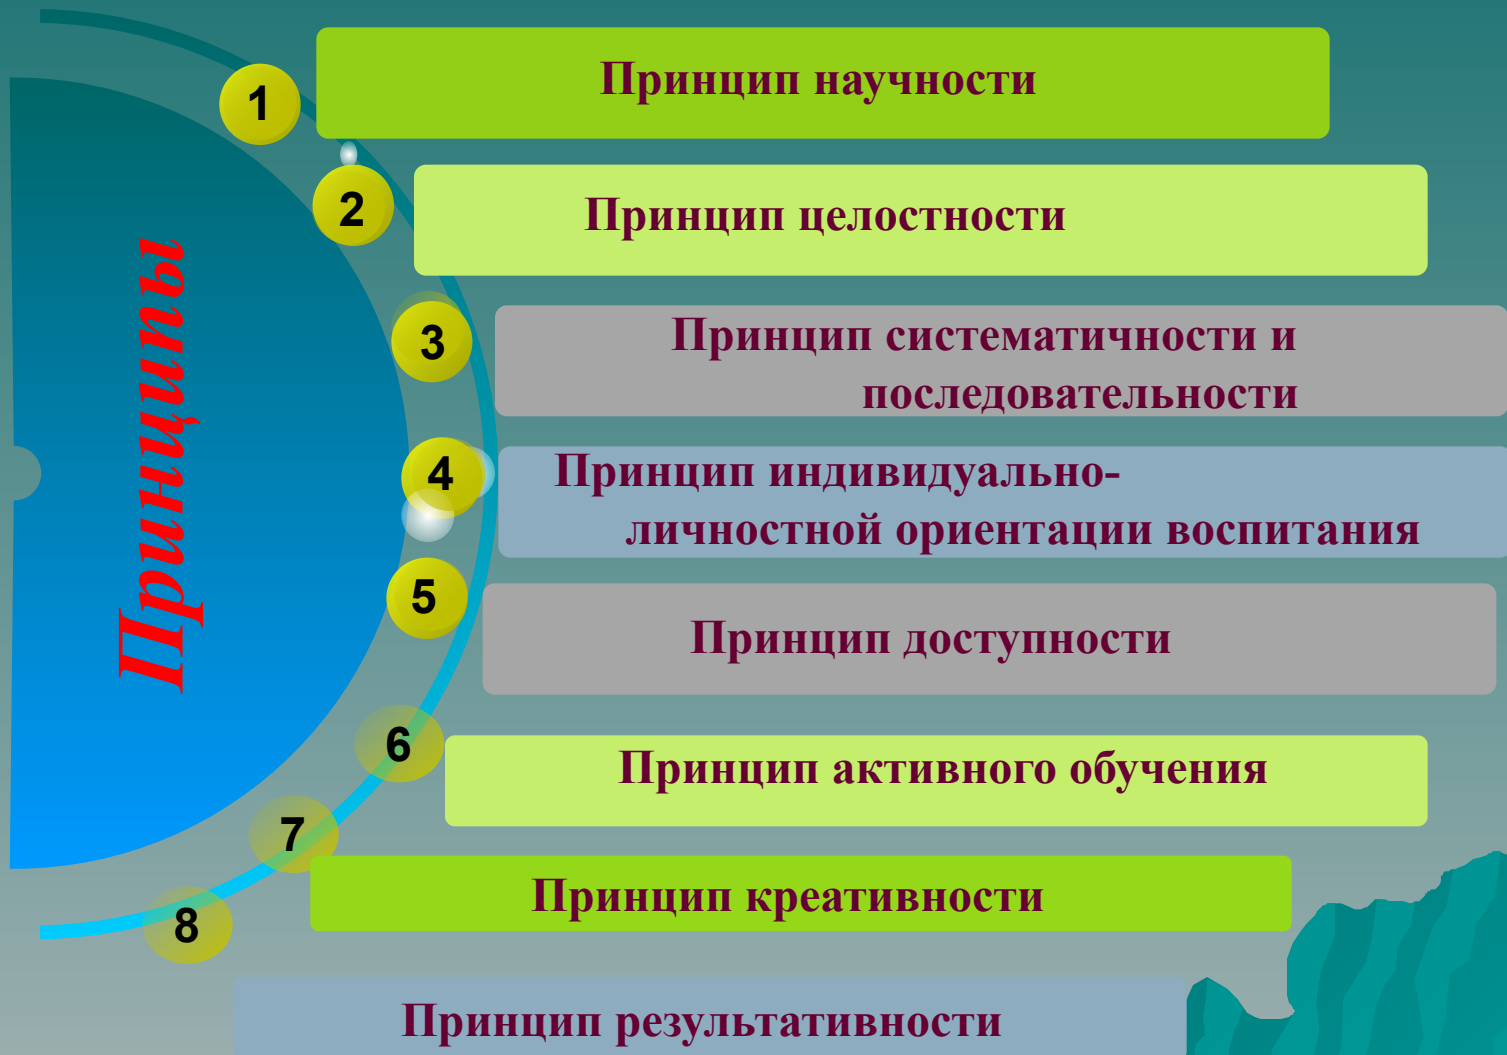 Принципы
1
Принцип научности
2
Принцип целостности
3
Принцип систематичности и
последовательности
4
Принцип индивидуально-
личностной ориентации воспитания
5
Принцип доступности
6
Принцип активного обучения
7
Принцип креативности
8
Принцип результативности